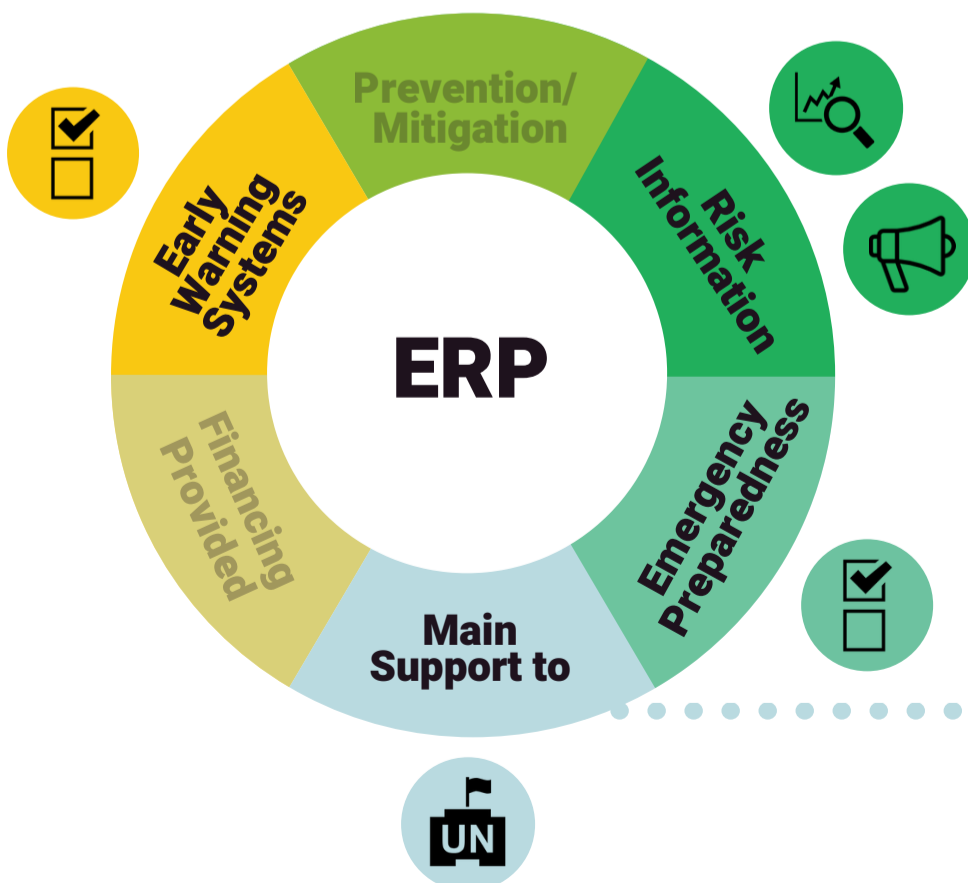 Prevention/
Mitigation
Risk
Information
Emergency
Preparedness
Main
Support to
Financing
Provided
Early
Warning
Systems
ERP
UN